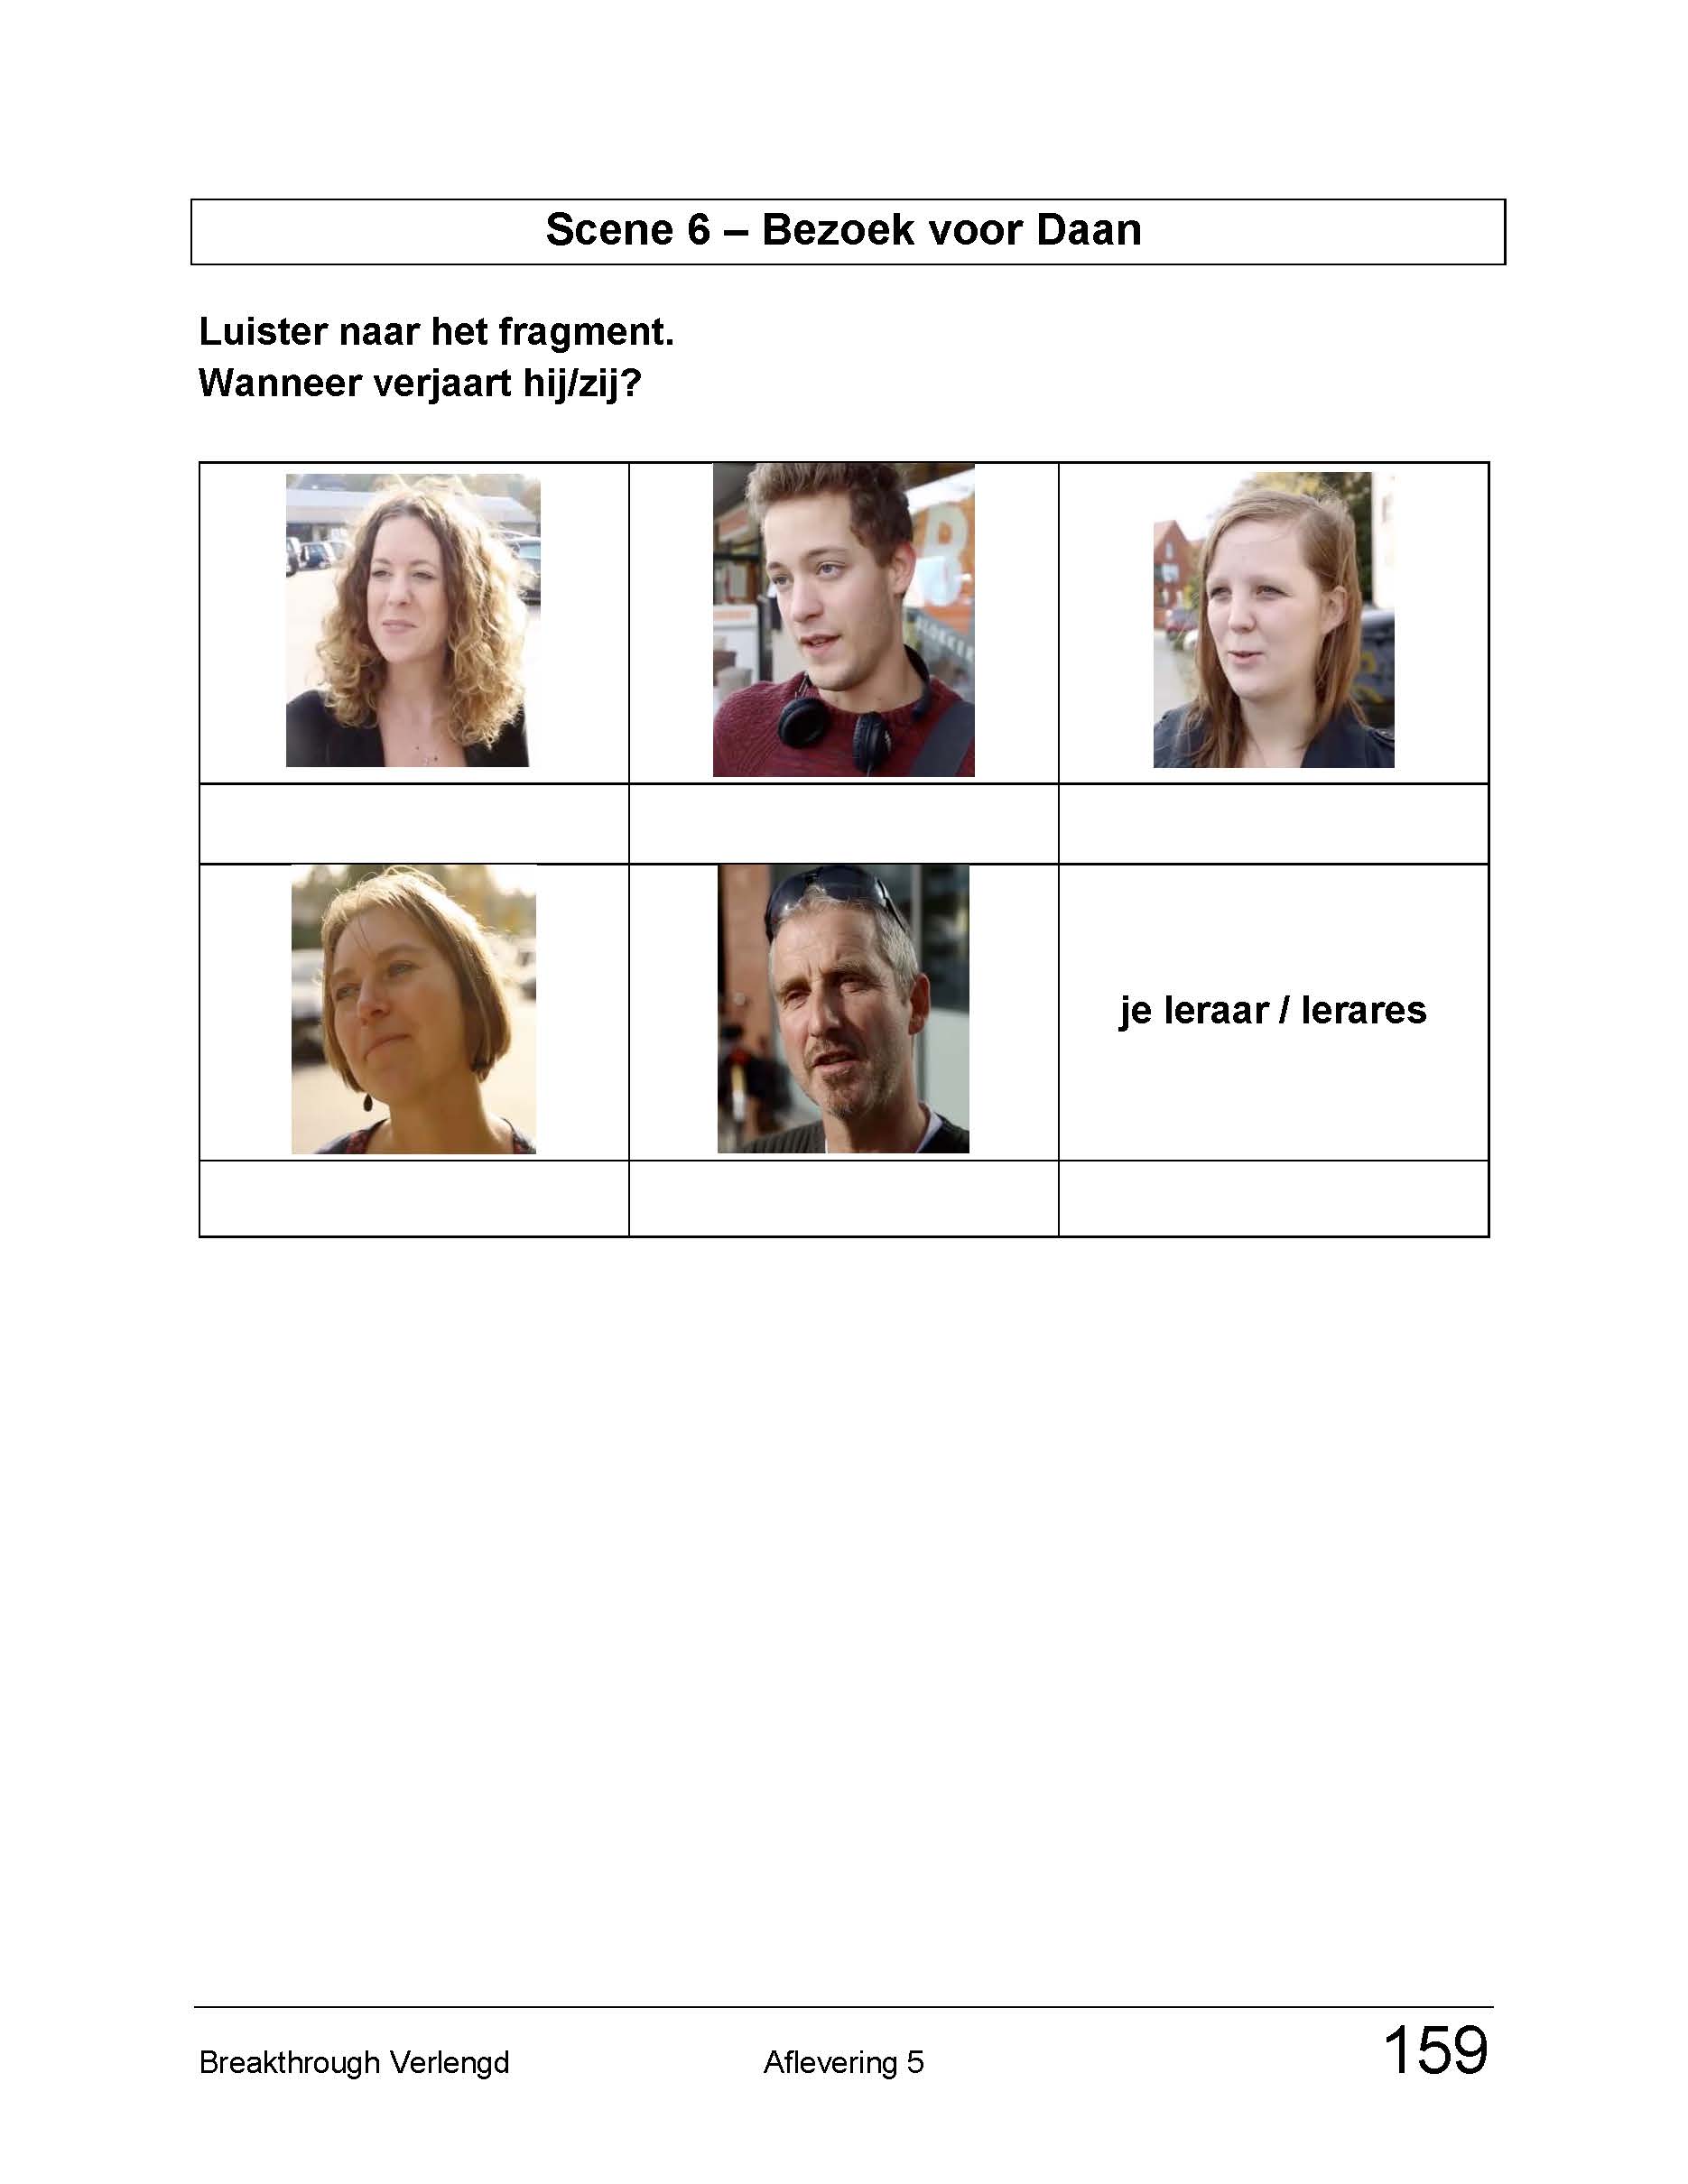 Scene 6 – Bezoek voor Daan
Luister naar het fragment.
Wanneer verjaart hij/zij?
B
BLOKKER
je leraar / lerares
Breakthrough Verlengd Aflevering 5 159